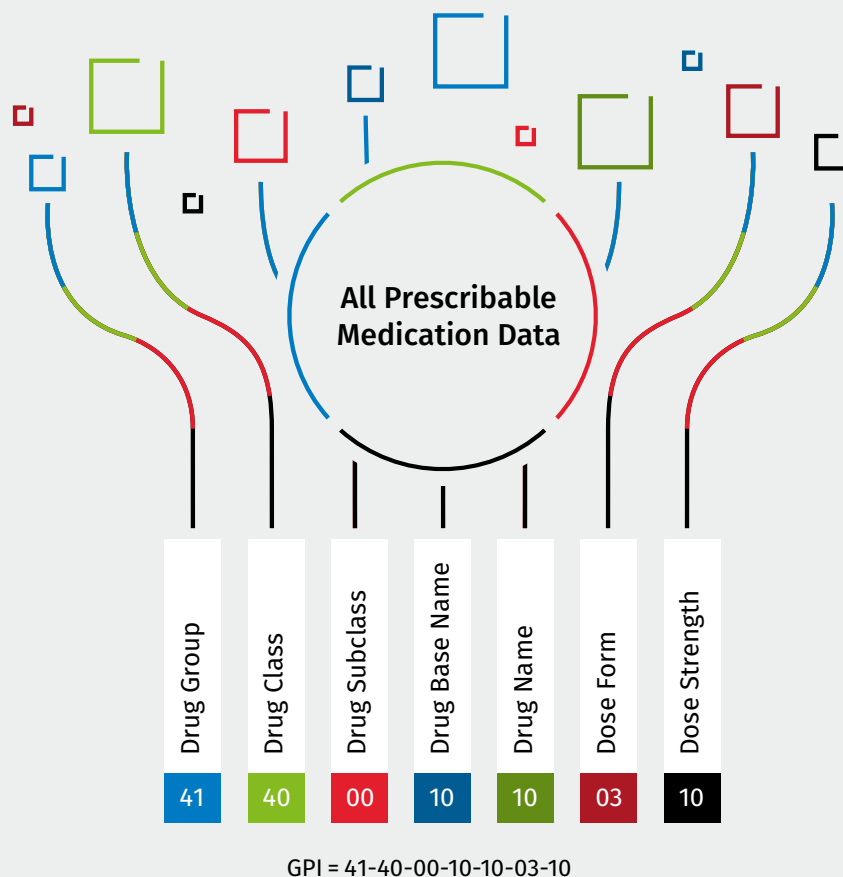 All Prescribable
Medication Data
Drug Group
Drug Class
Drug Subclass
Drug Base Name
Drug Name
Dose Form
Dose Strength
41
40
00
10
10
03
10
GPI = 41-40-00-10-10-03-10